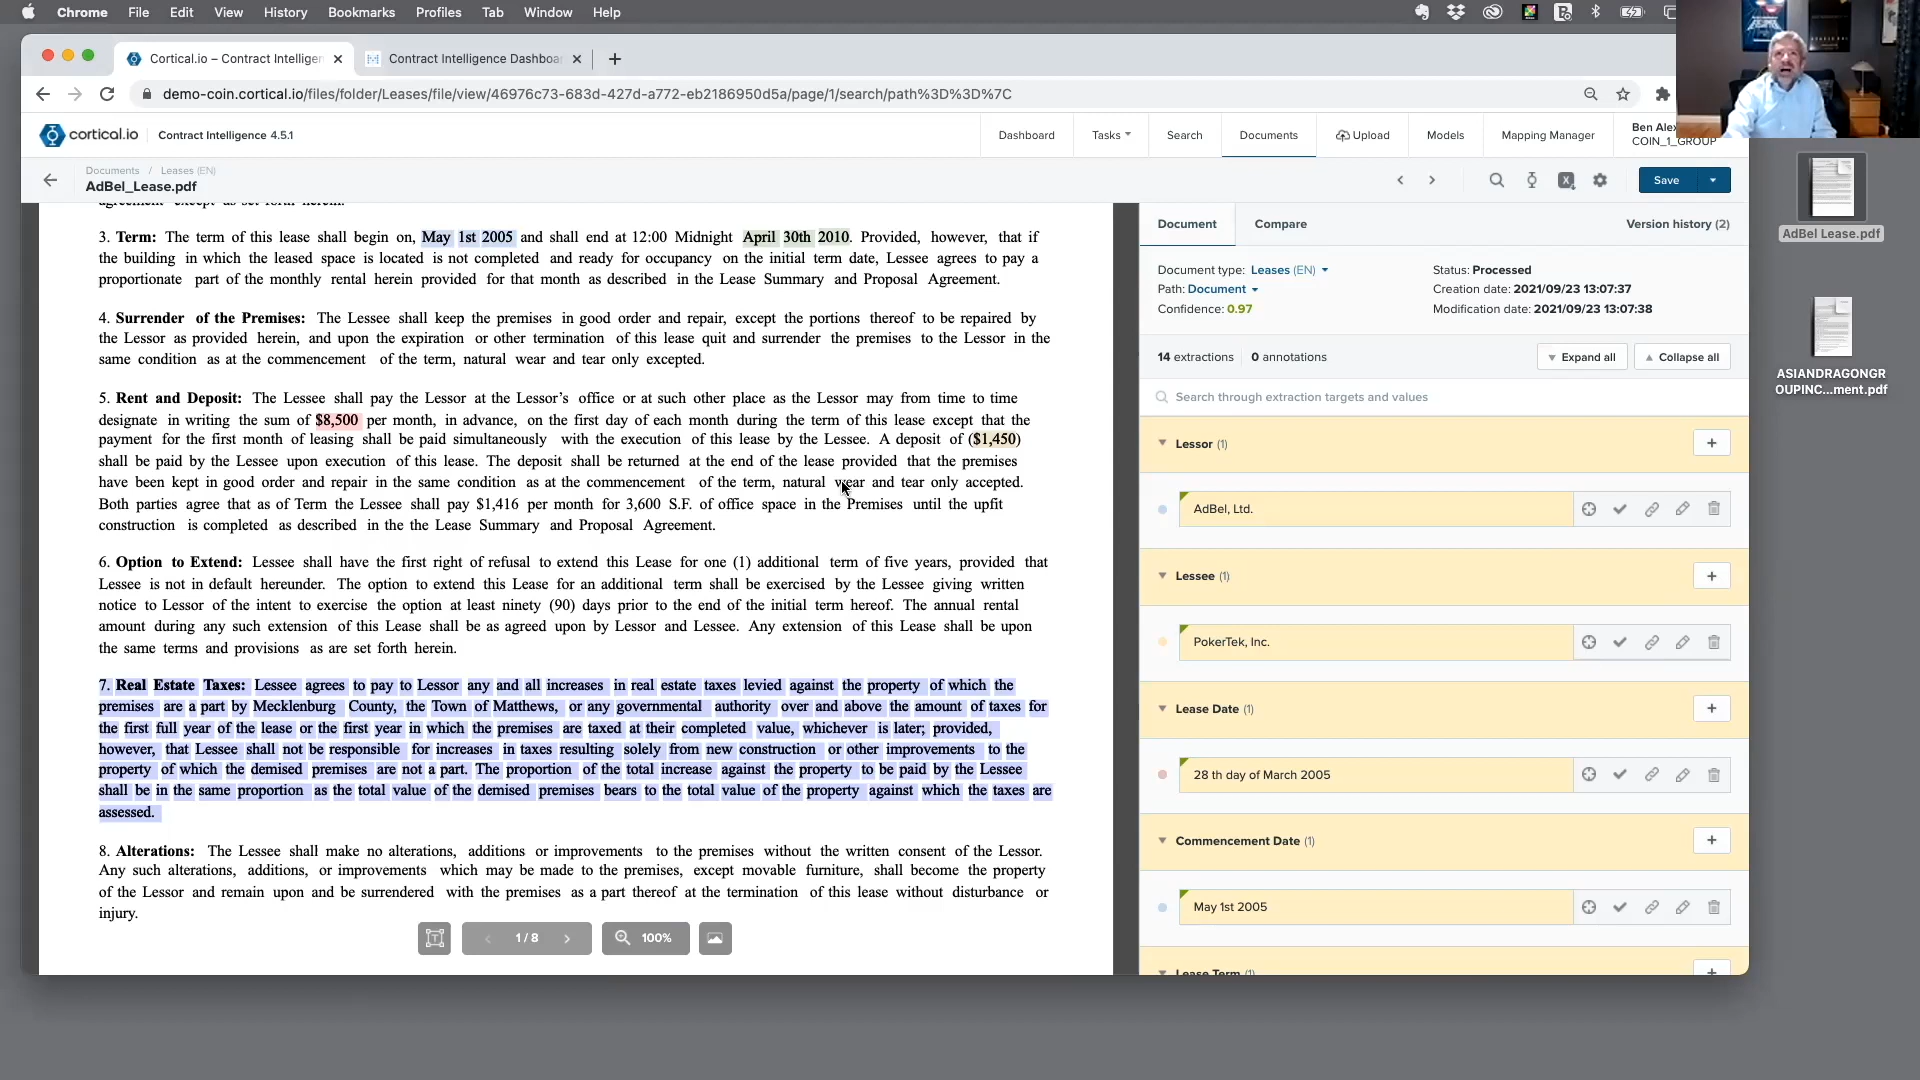 Chrome File Edit View History Bookmarks Profiles Tab Window Help
Cortical.io – Contract Intelligen
Contract Intelligence Dashboa
demo-coin.cortical.io/files/folder/Leases/file/view/46976c73-683d-427d-a772-eb2186950d5a/page/1/search/path%3D%3D%7C
cortical.io Contract Intelligence 4.5.1
Dashboard Tasks Search Documents Upload Models Mapping Manager
Ben Alex
COIN_1_GROUP
Documents / Leases (EN)
AdBel_Lease.pdf
Save
agreement except as set forth herein.
3. Term: The term of this lease shall begin on, May 1st 2005 and shall end at 12:00 Midnight April 30th 2010. Provided, however, that if
the building in which the leased space is located is not completed and ready for occupancy on the initial term date, Lessee agrees to pay a
proportionate part of the monthly rental herein provided for that month as described in the Lease Summary and Proposal Agreement.
4. Surrender of the Premises: The Lessee shall keep the premises in good order and repair, except the portions thereof to be repaired by
the Lessor as provided herein, and upon the expiration or other termination of this lease quit and surrender the premises to the Lessor in the
same condition as at the commencement of the term, natural wear and tear only excepted.
5. Rent and Deposit: The Lessee shall pay the Lessor at the Lessor's office or at such other place as the Lessor may from time to time
designate in writing the sum of $8,500 per month, in advance, on the first day of each month during the term of this lease except that the
payment for the first month of leasing shall be paid simultaneously with the execution of this lease by the Lessee. A deposit of ($1,450)
shall be paid by the Lessee upon execution of this lease. The deposit shall be returned at the end of the lease provided that the premises
have been kept in good order and repair in the same condition as at the commencement of the term, natural wear and tear only accepted.
Both parties agree that as of Term the Lessee shall pay $1,416 per month for 3,600 S.F. of office space in the Premises until the upfit
construction is completed as described in the the Lease Summary and Proposal Agreement.
6. Option to Extend: Lessee shall have the first right of refusal to extend this Lease for one (1) additional term of five years, provided that
Lessee is not in default hereunder. The option to extend this Lease for an additional term shall be exercised by the Lessee giving written
notice to Lessor of the intent to exercise the option at least ninety (90) days prior to the end of the initial term hereof. The annual rental
amount during any such extension of this Lease shall be as agreed upon by Lessor and Lessee. Any extension of this Lease shall be upon
the same terms and provisions as are set forth herein.
7. Real Estate Taxes: Lessee agrees to pay to Lessor any and all increases in real estate taxes levied against the property of which the
premises are a part by Mecklenburg County, the Town of Matthews, or any governmental authority over and above the amount of taxes for
the first full year of the lease or the first year in which the premises are taxed at their completed value, whichever is later; provided,
however, that Lessee shall not be responsible for increases in taxes resulting solely from new construction or other improvements to the
property of which the demised premises are not a part. The proportion of the total increase against the property to be paid by the Lessee
shall be in the same proportion as the total value of the demised premises bears to the total value of the property against which the taxes are
assessed.
8. Alterations: The Lessee shall make no alterations, additions or improvements to the premises without the written consent of the Lessor.
Any such alterations, additions, or improvements which may be made to the premises, except movable furniture, shall become the property
of the Lessor and remain upon and be surrendered with the premises as a part thereof at the termination of this lease without disturbance or
injury.
1 / 8
100%
Document Compare Version history (2)
Document type: Leases (EN)
Path: Document
Confidence: 0.97
Status: Processed
Creation date: 2021/09/23 13:07:37
Modification date: 2021/09/23 13:07:38
14 extractions 0 annotations Expand all Collapse all
Search through extraction targets and values
Lessor (1)
AdBel, Ltd.
Lessee (1)
PokerTek, Inc.
Lease Date (1)
28 th day of March 2005
Commencement Date (1)
May 1st 2005
Lease Term (1)
AdBel Lease.pdf
ASIANDRAGONGR
OUPINC...ment.pdf